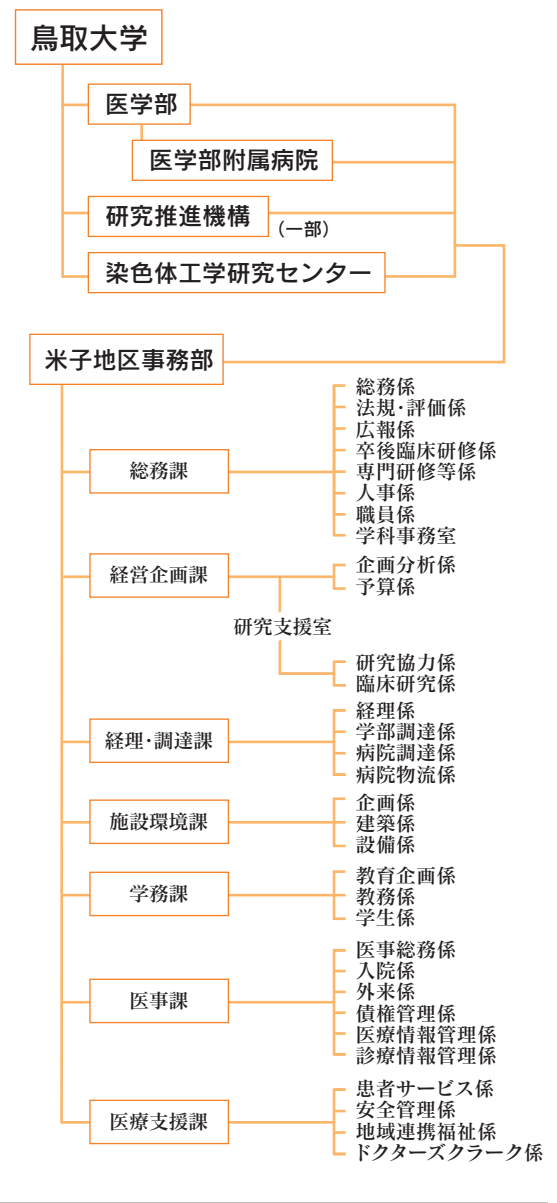 鳥取大学
医学部
医学部附属病院
研究推進機構
（一部）
染色体工学研究センター
米子地区事務部
総務課
総務係
法規・評価係
広報係
卒後臨床研修係
専門研修等係
人事係
職員係
学科事務室
経営企画課
企画分析係
予算係
研究支援室
研究協力係
臨床研究係
経理・調達課
経理係
学部調達係
病院調達係
病院物流係
施設環境課
企画係
建築係
設備係
学務課
教育企画係
教務係
学生係
医事課
医事総務係
入院係
外来係
債権管理係
医療情報管理係
診療情報管理係
医療支援課
患者サービス係
安全管理係
地域連携福祉係
ドクターズクラーク係